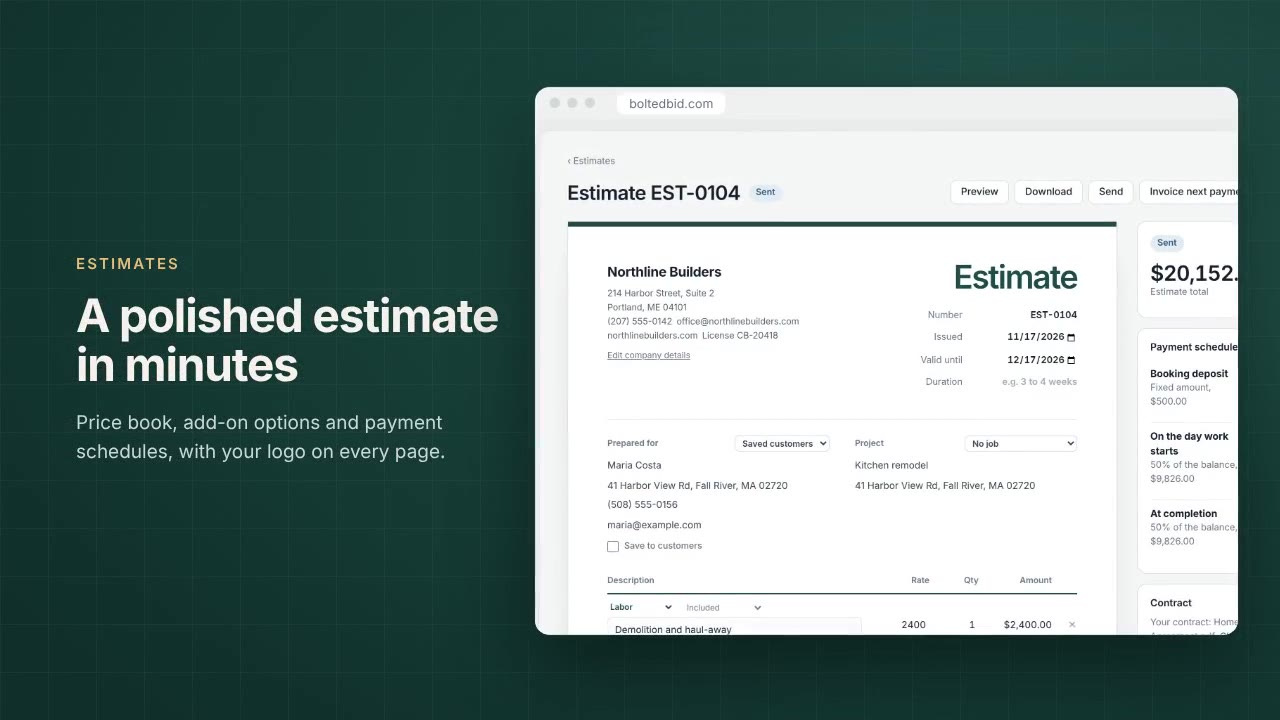 ESTIMATES
A polished estimate
in minutes
Price book, add-on options and payment
schedules, with your logo on every page.
boltedbid.com
‹ Estimates
Estimate EST-0104 Sent
Preview Download Send Invoice next payme
Northline Builders
214 Harbor Street, Suite 2
Portland, ME 04101
(207) 555-0142 office@northlinebuilders.com
northlinebuilders.com License CB-20418
Edit company details
Estimate
Number EST-0104
Issued 11/17/2026
Valid until 12/17/2026
Duration e.g. 3 to 4 weeks
Prepared for Saved customers
Maria Costa
41 Harbor View Rd, Fall River, MA 02720
(508) 555-0156
maria@example.com
Save to customers
Project No job
Kitchen remodel
41 Harbor View Rd, Fall River, MA 02720
Description Rate Qty Amount
Labor Included
Demolition and haul-away 2400 1 $2,400.00 ×
Sent
$20,152.
Estimate total
Payment schedule
Booking deposit
Fixed amount,
$500.00
On the day work
starts
50% of the balance,
$9,826.00
At completion
50% of the balance,
$9,826.00
Contract
Your contract: Home